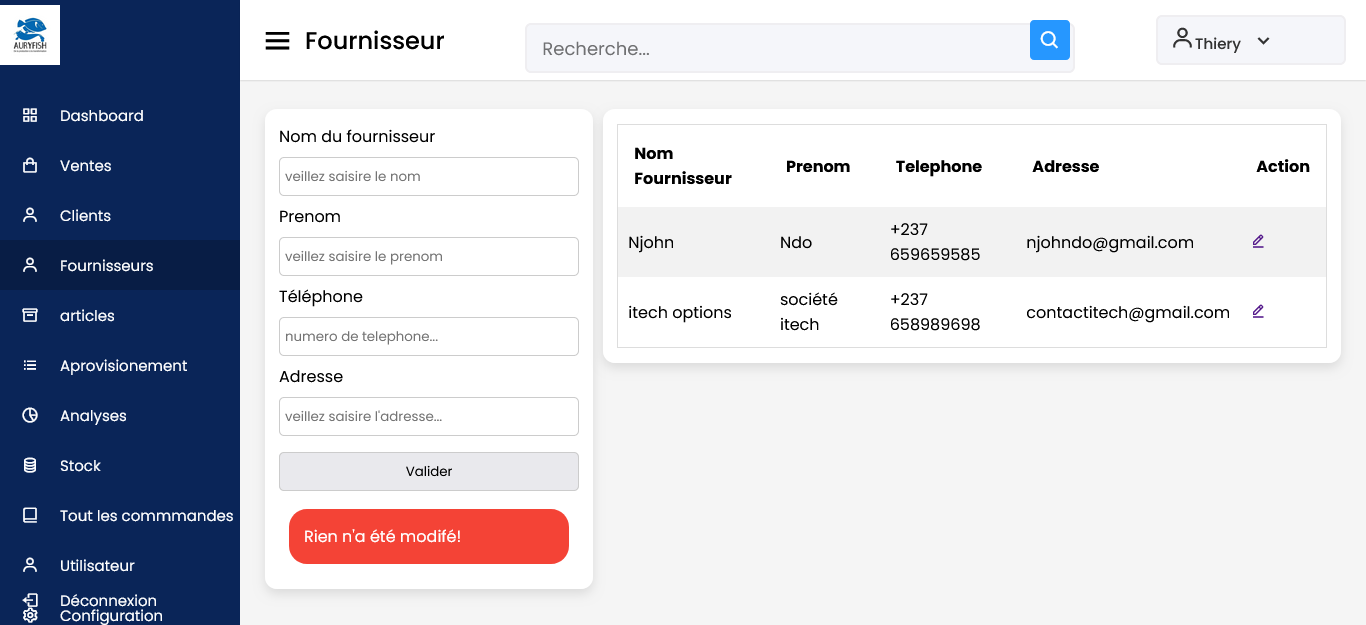 AURYFISH
Dashboard
Ventes
Clients
Fournisseurs
articles
Aprovisionement
Analyses
Stock
Tout les commmandes
Utilisateur
Déconnexion
Configuration
Fournisseur
Recherche...
Thiery
Nom du fournisseur
veillez saisire le nom
Prenom
veillez saisire le prenom
Téléphone
numero de telephone...
Adresse
veillez saisire l'adresse...
Valider
Rien n'a été modifé!
Nom
Fournisseur
Prenom
Telephone
Adresse
Action
Njohn
Ndo
+237
659659585
njohndo@gmail.com
itech options
société
itech
+237
658989698
contactitech@gmail.com